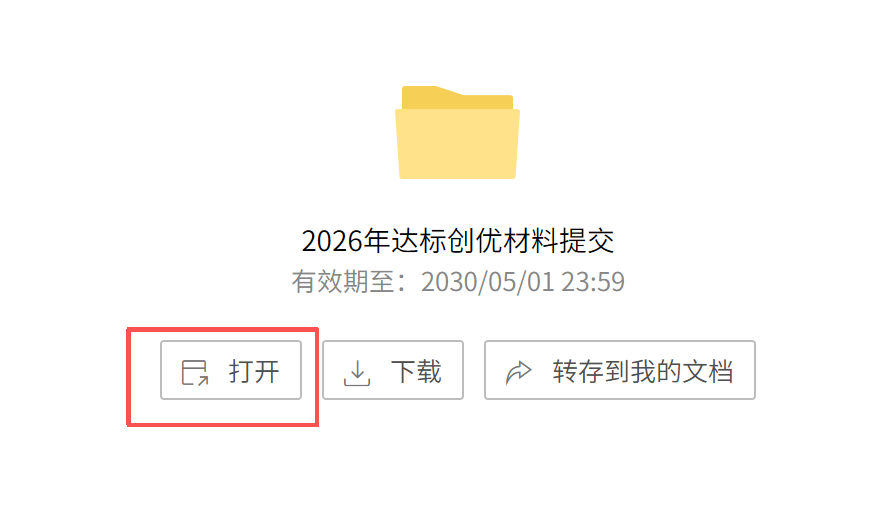 2026年达标创优材料提交
有效期至：2030/05/01 23:59
打开 下载 转存到我的文档